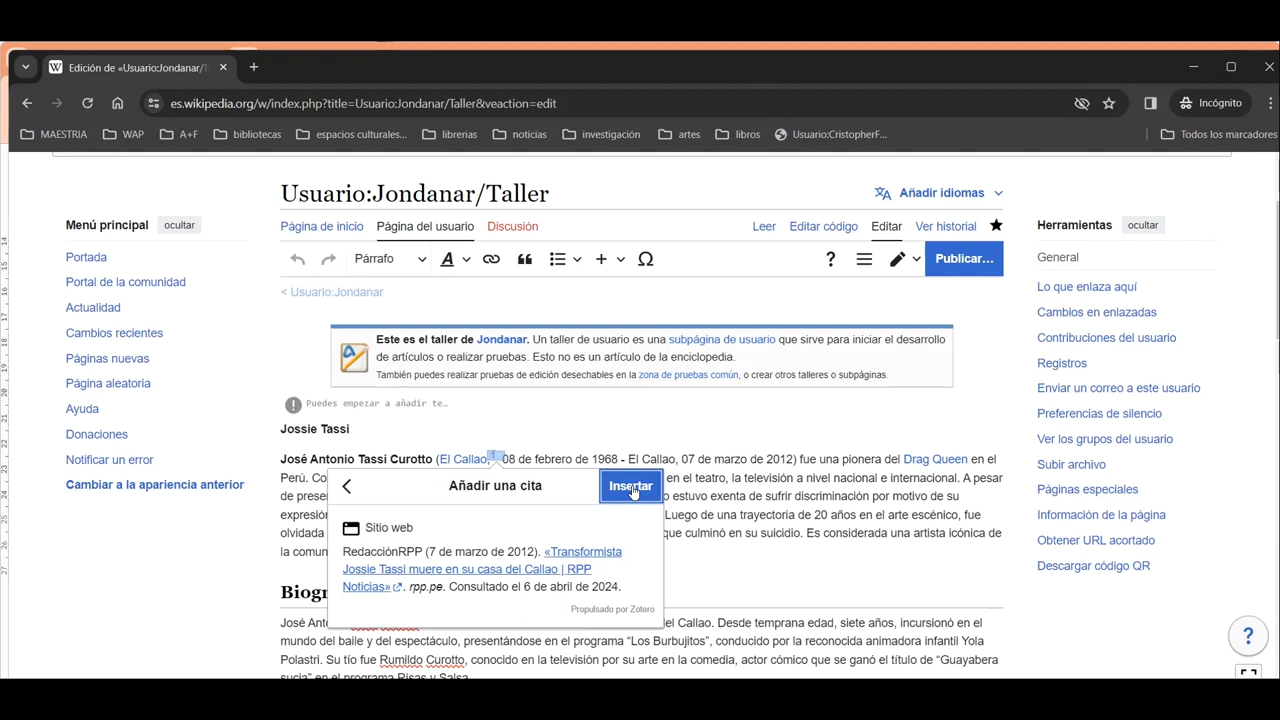 Edición de «Usuario:Jondanar/T
es.wikipedia.org/w/index.php?title=Usuario:Jondanar/Taller&veaction=edit
Incógnito
MAESTRIA WAP A+F bibliotecas espacios culturales... librerias noticias investigación artes libros Usuario:CristopherF... Todos los marcadores
Usuario:Jondanar/Taller
Añadir idiomas
Menú principal ocultar
Portada
Portal de la comunidad
Actualidad
Cambios recientes
Páginas nuevas
Página aleatoria
Ayuda
Donaciones
Notificar un error
Cambiar a la apariencia anterior
Página de inicio Página del usuario Discusión Leer Editar código Editar Ver historial
Párrafo A Ω ? Publicar...
< Usuario:Jondanar
Este es el taller de Jondanar. Un taller de usuario es una subpágina de usuario que sirve para iniciar el desarrollo
de artículos o realizar pruebas. Esto no es un artículo de la enciclopedia.
También puedes realizar pruebas de edición desechables en la zona de pruebas común, o crear otros talleres o subpáginas.
Puedes empezar a añadir te…
Jossie Tassi
José Antonio Tassi Curotto (El Callao, 08 de febrero de 1968 - El Callao, 07 de marzo de 2012) fue una pionera del Drag Queen en el
Perú. Co en el teatro, la televisión a nivel nacional e internacional. A pesar
de prese o estuvo exenta de sufrir discriminación por motivo de su
expresió Luego de una trayectoria de 20 años en el arte escénico, fue
olvidada que culminó en su suicidio. Es considerada una artista icónica de
la comun
Añadir una cita
Insertar
Sitio web
RedacciónRPP (7 de marzo de 2012). «Transformista
Jossie Tassi muere en su casa del Callao | RPP
Noticias». rpp.pe. Consultado el 6 de abril de 2024.
Propulsado por Zotero
Biogr
José Anto el Callao. Desde temprana edad, siete años, incursionó en el
mundo del baile y del espectáculo, presentándose en el programa “Los Burbujitos”, conducido por la reconocida animadora infantil Yola
Polastri. Su tío fue Rumildo Curotto, conocido en la televisión por su arte en la comedia, actor cómico que se ganó el título de “Guayabera
sucia” en el programa Risas y Salsa.
Herramientas ocultar
General
Lo que enlaza aquí
Cambios en enlazadas
Contribuciones del usuario
Registros
Enviar un correo a este usuario
Preferencias de silencio
Ver los grupos del usuario
Subir archivo
Páginas especiales
Información de la página
Obtener URL acortado
Descargar código QR
?